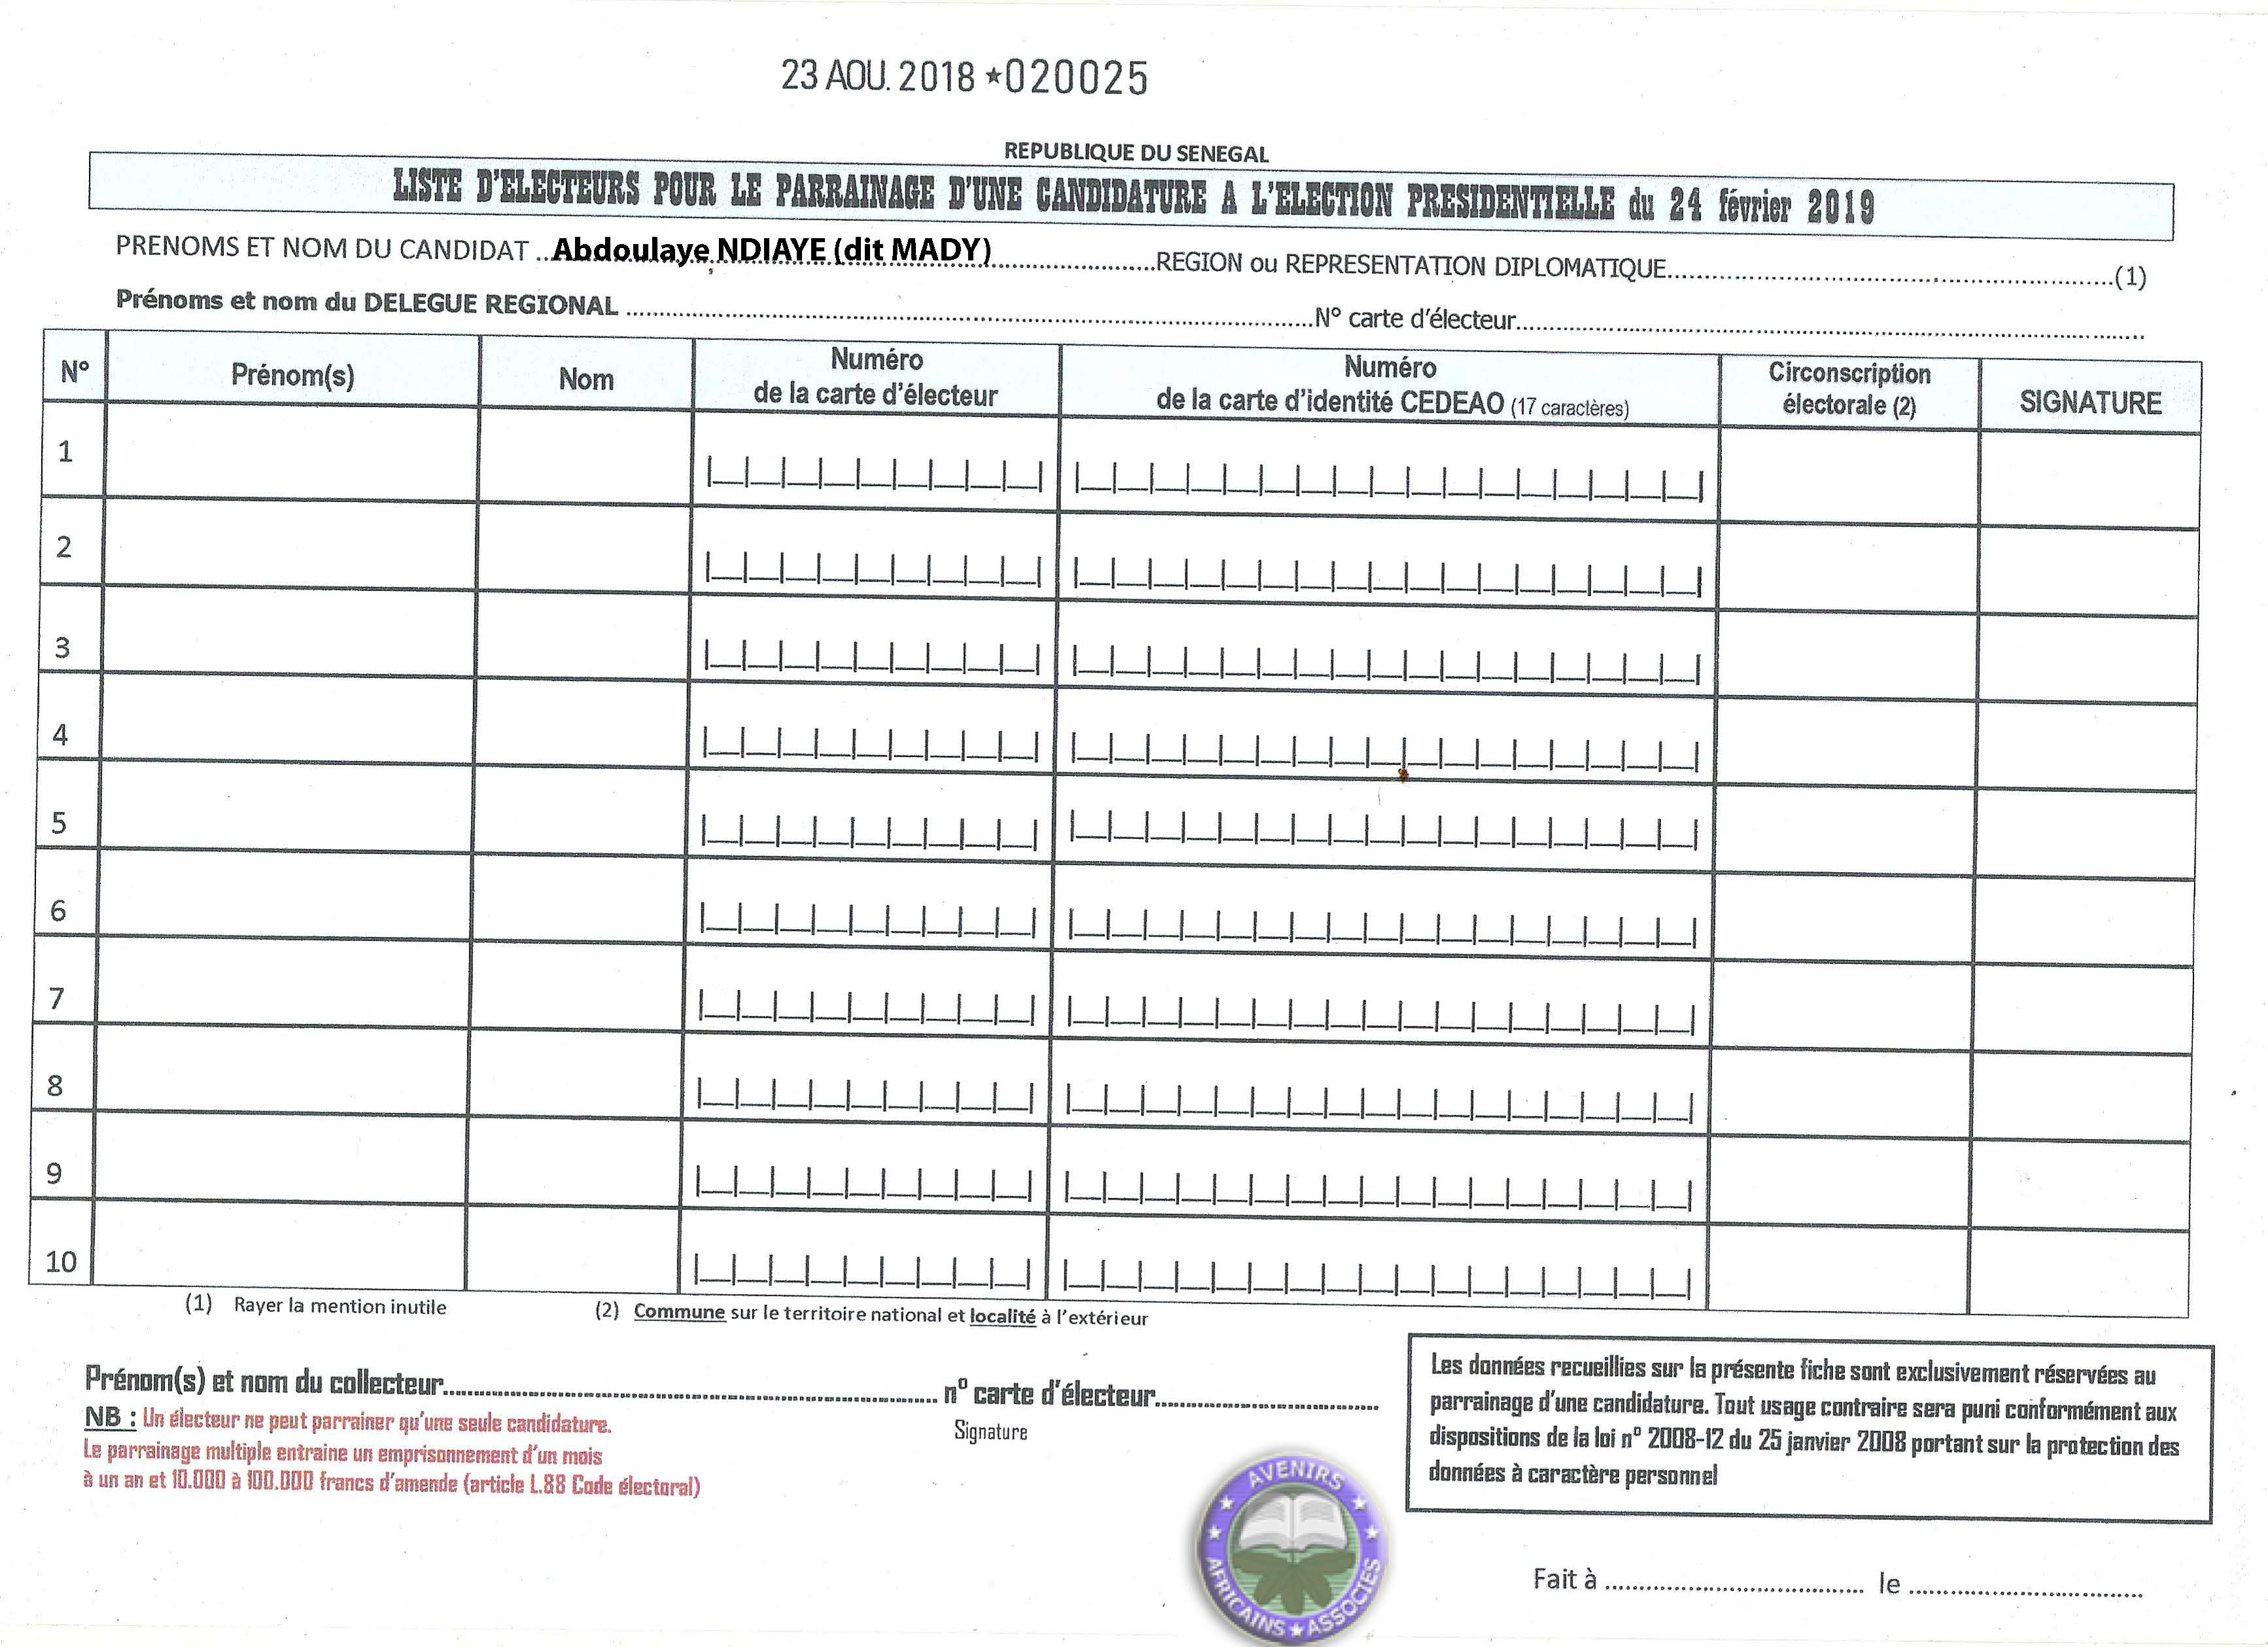 23 AOU. 2018 ★020025
REPUBLIQUE DU SENEGAL
LISTE D'ELECTEURS POUR LE PARRAINAGE D'UNE CANDIDATURE A L'ELECTION PRESIDENTIELLE du 24 février 2019
PRENOMS ET NOM DU CANDIDAT ..Abdoulaye NDIAYE (dit MADY)..............................REGION ou REPRESENTATION DIPLOMATIQUE..............................(1)
Prénoms et nom du DELEGUE REGIONAL ..............................N° carte d'électeur..............................
N° Prénom(s) Nom Numéro de la carte d'électeur Numéro de la carte d'identité CEDEAO (17 caractères) Circonscription électorale (2) SIGNATURE
1
2
3
4
5
6
7
8
9
10
(1) Rayer la mention inutile (2) Commune sur le territoire national et localité à l'extérieur
Prénom(s) et nom du collecteur.............................. n° carte d'électeur..............................
Signature
NB : Un électeur ne peut parrainer qu'une seule candidature.
Le parrainage multiple entraine un emprisonnement d'un mois
à un an et 10.000 à 100.000 francs d'amende (article L.88 Code électoral)
Les données recueillies sur la présente fiche sont exclusivement réservées au
parrainage d'une candidature. Tout usage contraire sera puni conformément aux
dispositions de la loi n° 2008-12 du 25 janvier 2008 portant sur la protection des
données à caractère personnel
AVENIRS
AFRICAINS ★ ASSOCIES
Fait à .............................. le ..............................